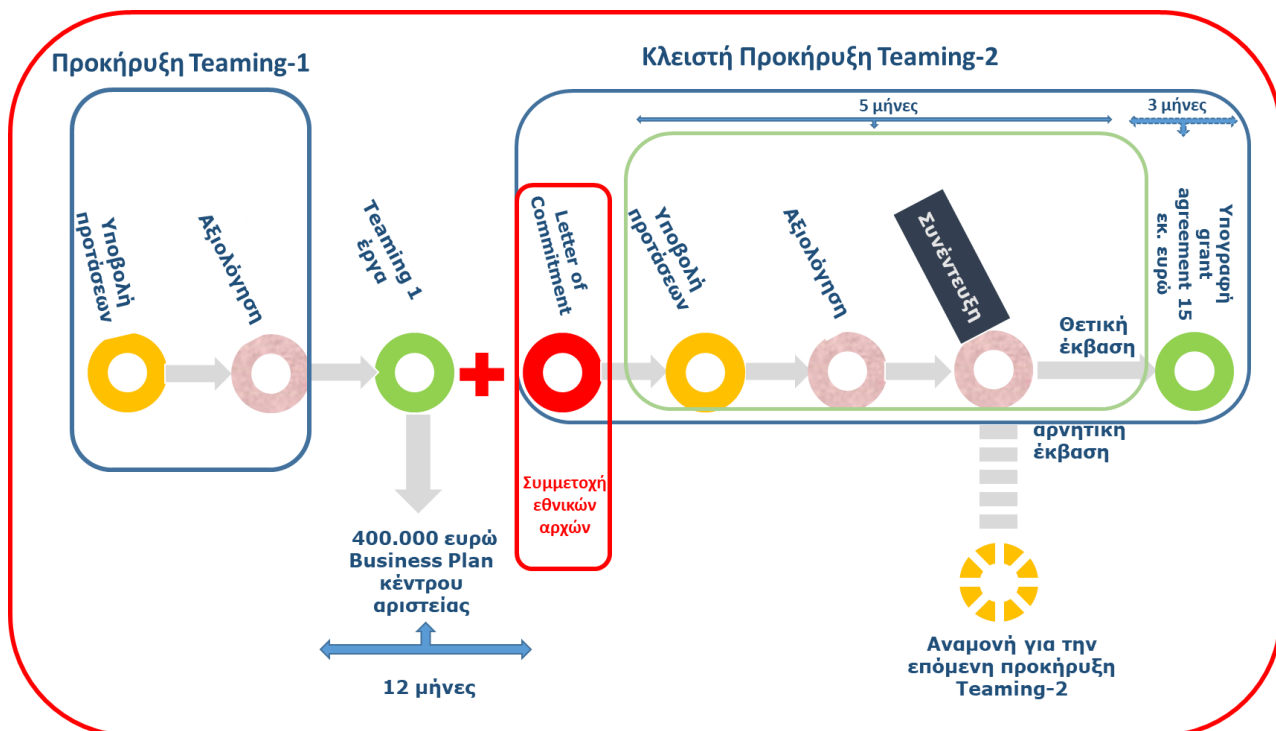 Προκήρυξη Teaming-1
Υποβολή
προτάσεων
Αξιολόγηση
Teaming 1
έργα
400.000 ευρώ
Business Plan
κέντρου
αριστείας
12 μήνες
Κλειστή Προκήρυξη Teaming-2
5 μήνες
3 μήνες
Letter of
Commitment
Συμμετοχή
εθνικών
αρχών
Υποβολή
προτάσεων
Αξιολόγηση
Συνέντευξη
Θετική
έκβαση
Υπογραφή
grant
agreement 15
εκ. ευρώ
αρνητική
έκβαση
Αναμονή για την
επόμενη προκήρυξη
Teaming-2